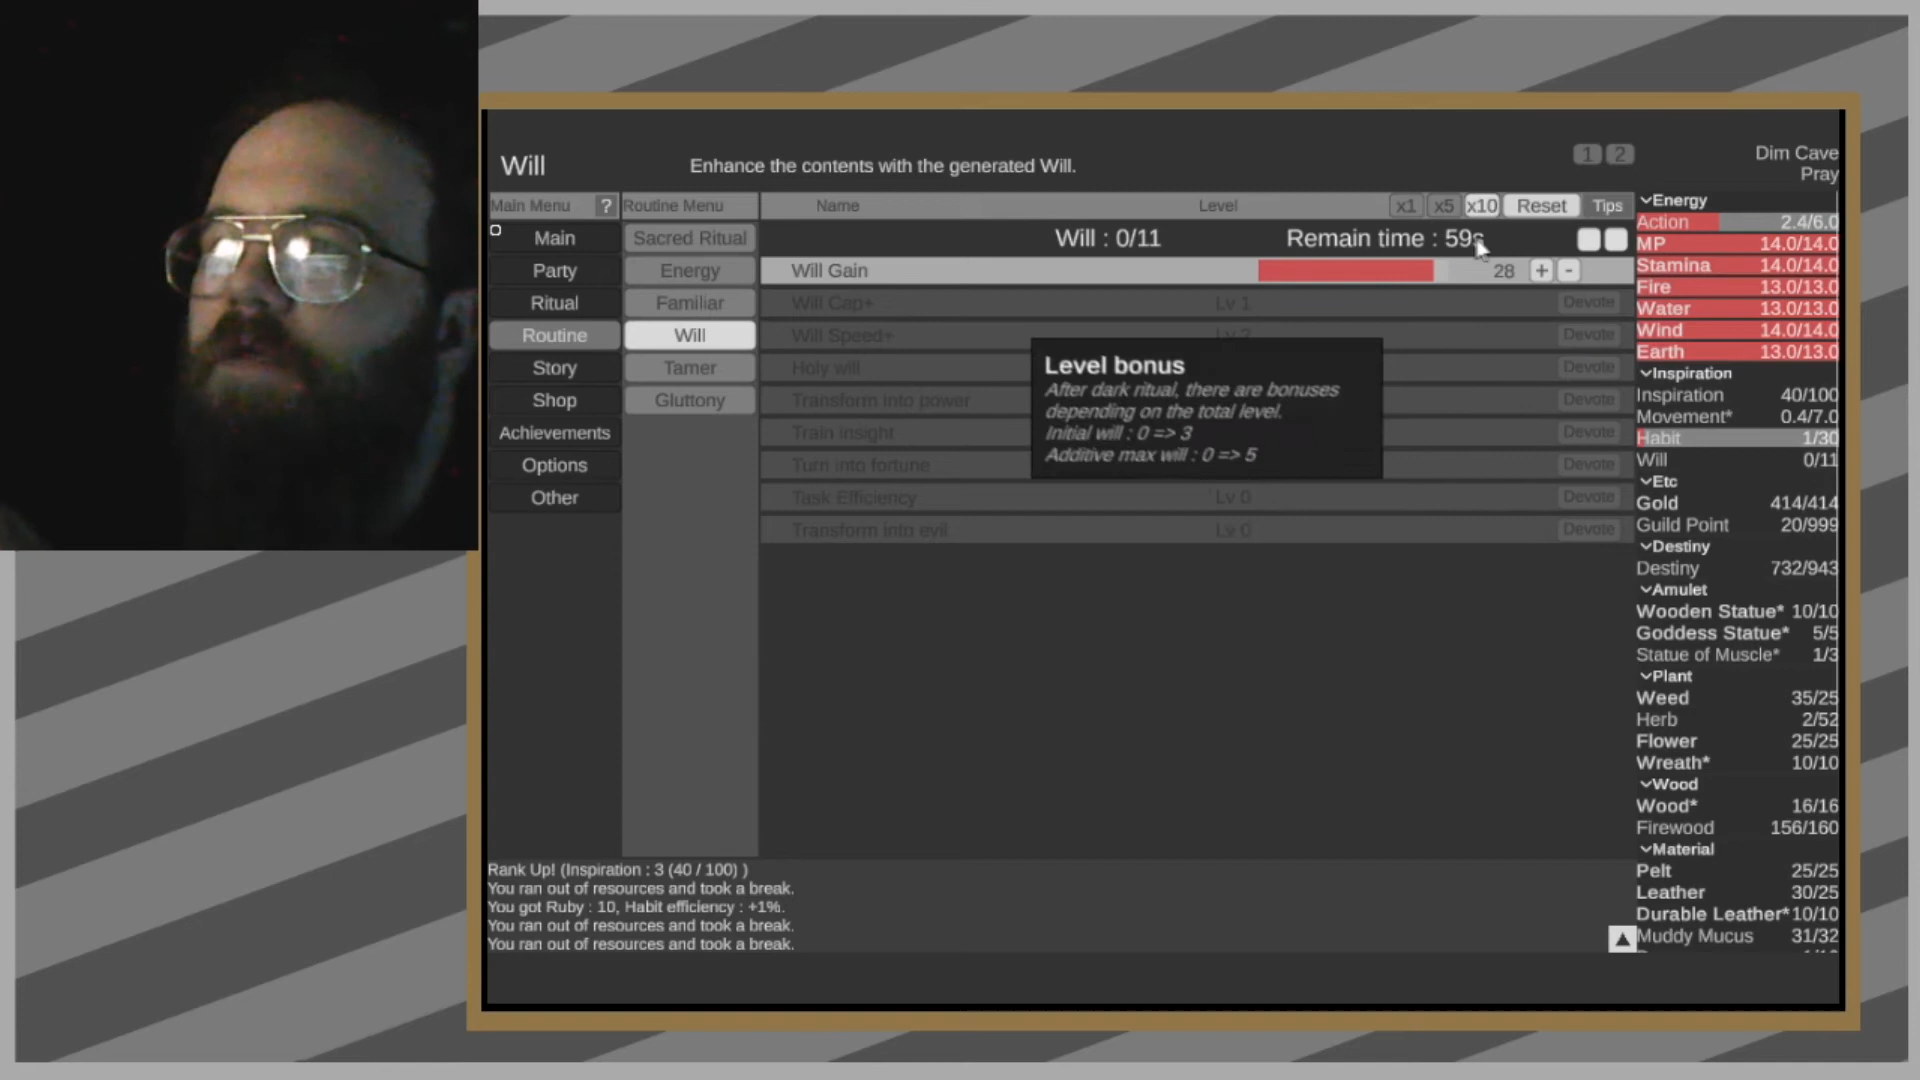 Will
Enhance the contents with the generated Will.
1 2
Dim Cave
Pray
Main Menu ?
Routine Menu
Name
Level
x1 x5 x10 Reset Tips
Main
Party
Ritual
Routine
Story
Shop
Achievements
Options
Other
Sacred Ritual
Energy
Familiar
Will
Tamer
Gluttony
Will : 0/11
Remain time : 59s
Will Gain 28 + -
Will Cap+ Lv 1 Devote
Will Speed+ Lv 2 Devote
Holy will Devote
Transform into power Devote
Train insight Devote
Turn into fortune Devote
Task Efficiency Lv 0 Devote
Transform into evil Lv 0 Devote
Level bonus
After dark ritual, there are bonuses
depending on the total level.
Initial will : 0 => 3
Additive max will : 0 => 5
Energy
Action 2.4/6.0
MP 14.0/14.0
Stamina 14.0/14.0
Fire 13.0/13.0
Water 13.0/13.0
Wind 14.0/14.0
Earth 13.0/13.0
Inspiration
Inspiration 40/100
Movement* 0.4/7.0
Habit 1/30
Will 0/11
Etc
Gold 414/414
Guild Point 20/999
Destiny
Destiny 732/943
Amulet
Wooden Statue* 10/10
Goddess Statue* 5/5
Statue of Muscle* 1/3
Plant
Weed 35/25
Herb 2/52
Flower 25/25
Wreath* 10/10
Wood
Wood* 16/16
Firewood 156/160
Material
Pelt 25/25
Leather 30/25
Durable Leather* 10/10
Muddy Mucus 31/32
Rank Up! (Inspiration : 3 (40 / 100) )
You ran out of resources and took a break.
You got Ruby : 10, Habit efficiency : +1%.
You ran out of resources and took a break.
You ran out of resources and took a break.